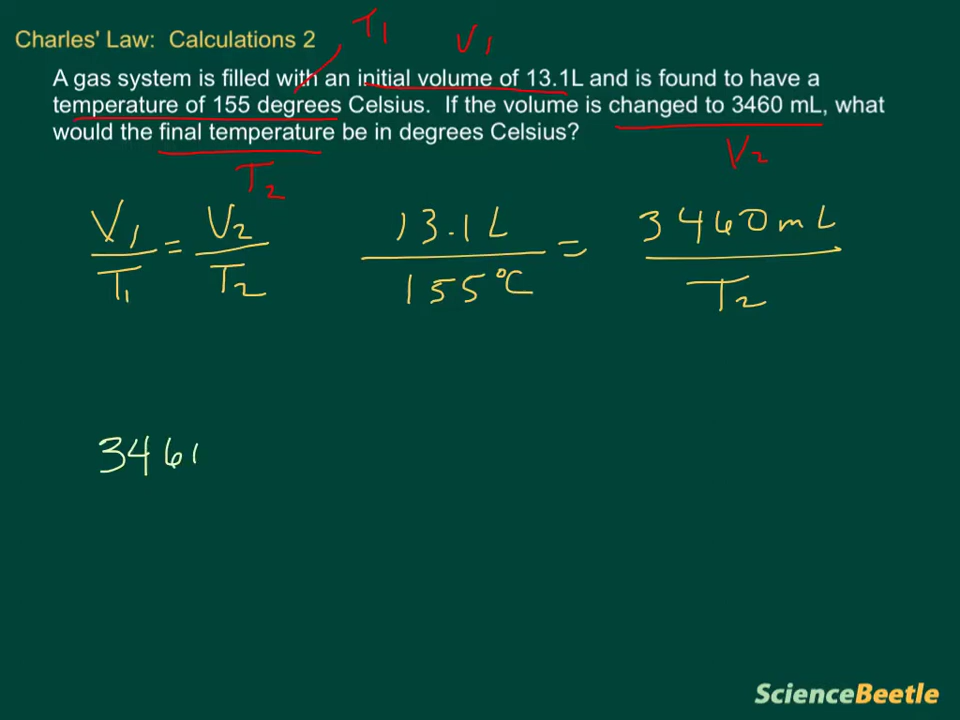 Charles' Law: Calculations 2
T1
V1
A gas system is filled with an initial volume of 13.1L and is found to have a
temperature of 155 degrees Celsius. If the volume is changed to 3460 mL, what
would the final temperature be in degrees Celsius?
V2
T2
V1/T1 = V2/T2 13.1 L/155°C = 3460 mL/T2
346
ScienceBeetle